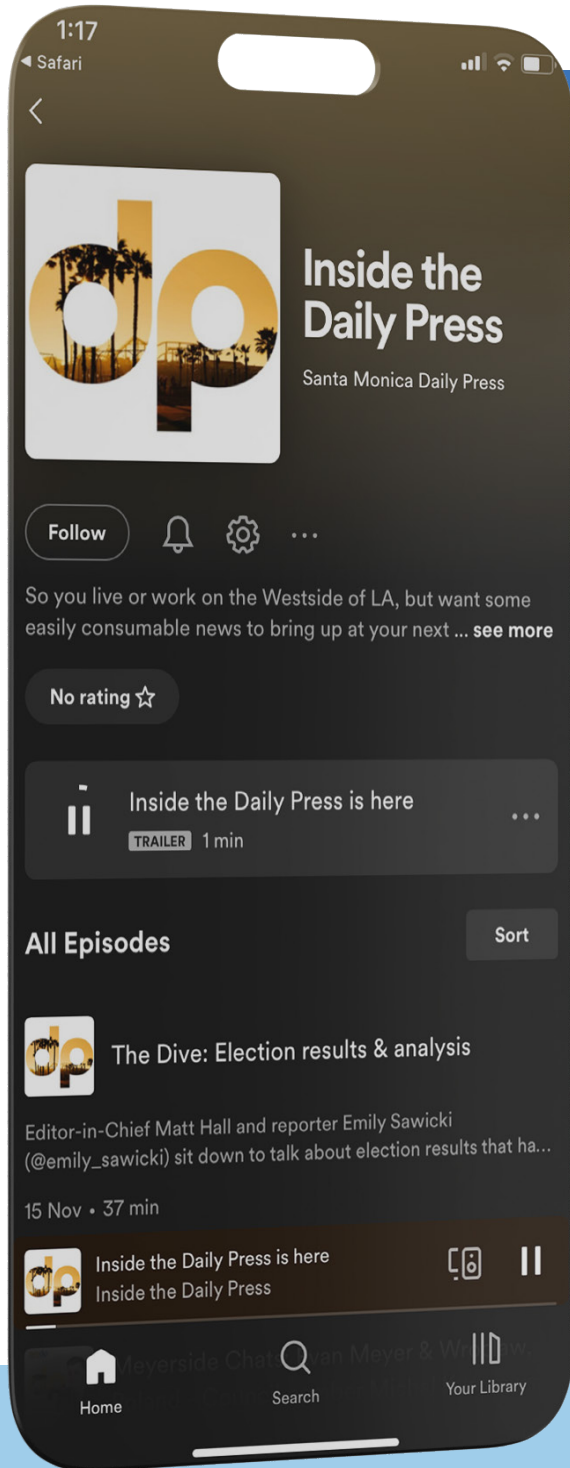 1:17
Safari
dp
Inside the
Daily Press
Santa Monica Daily Press
Follow
So you live or work on the Westside of LA, but want some
easily consumable news to bring up at your next ... see more
No rating
Inside the Daily Press is here
TRAILER 1 min
All Episodes
Sort
dp
The Dive: Election results & analysis
Editor-in-Chief Matt Hall and reporter Emily Sawicki
(@emily_sawicki) sit down to talk about election results that ha...
15 Nov • 37 min
dp
Inside the Daily Press is here
Inside the Daily Press
Meyerside Chats: Evan Meyer &
Home
Search
Your Library